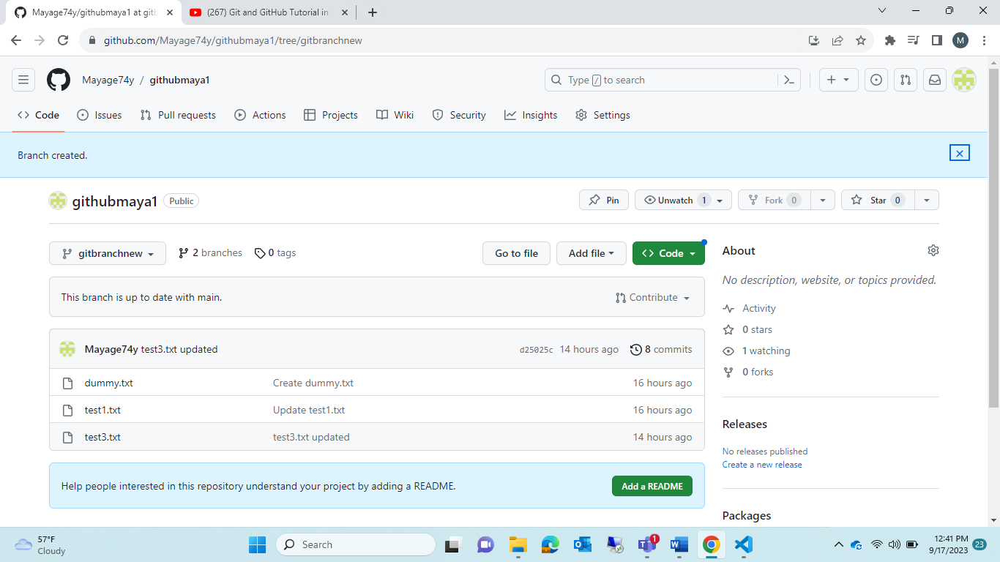 Mayage74y/githubmaya1 at gith
(267) Git and GitHub Tutorial in
github.com/Mayage74y/githubmaya1/tree/gitbranchnew
M
Mayage74y / githubmaya1
Type / to search
Code Issues Pull requests Actions Projects Wiki Security Insights Settings
Branch created.
githubmaya1 Public
Pin Unwatch 1 Fork 0 Star 0
gitbranchnew 2 branches 0 tags Go to file Add file <> Code
About
No description, website, or topics provided.
This branch is up to date with main. Contribute
Activity
0 stars
1 watching
0 forks
Mayage74y test3.txt updated d25025c 14 hours ago 8 commits
dummy.txt Create dummy.txt 16 hours ago
test1.txt Update test1.txt 16 hours ago
test3.txt test3.txt updated 14 hours ago
Releases
No releases published
Create a new release
Help people interested in this repository understand your project by adding a README. Add a README
Packages
57°F
Cloudy
Search
1
12:41 PM
9/17/2023
23